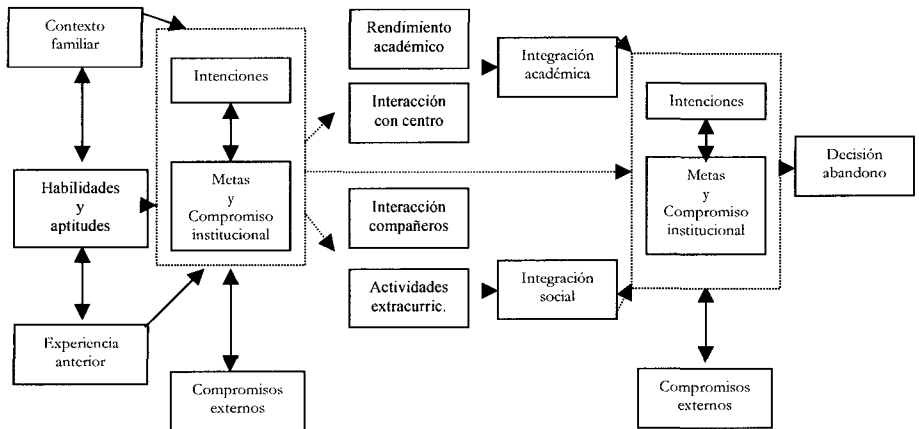 Contexto
familiar
Habilidades
y
aptitudes
Experiencia
anterior
Intenciones
Metas
y
Compromiso
institucional
Compromisos
externos
Rendimiento
académico
Interacción
con centro
Interacción
compañeros
Actividades
extracurric.
Integración
académica
Integración
social
Intenciones
Metas
y
Compromiso
institucional
Compromisos
externos
Decisión
abandono